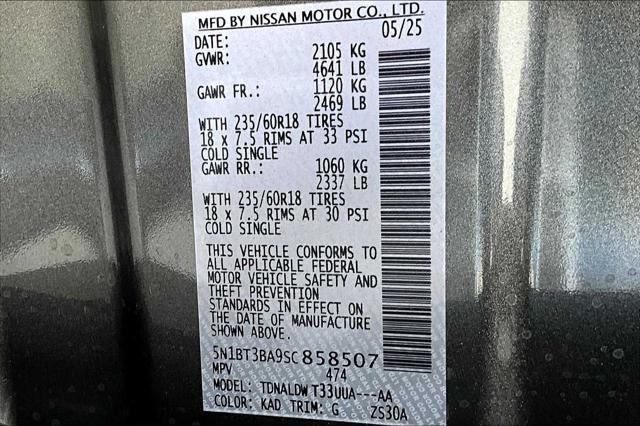 MFD BY NISSAN MOTOR CO., LTD.
DATE: 05/25
GVWR: 2105 KG
4641 LB
GAWR FR.: 1120 KG
2469 LB
WITH 235/60R18 TIRES
18 x 7.5 RIMS AT 33 PSI
COLD SINGLE
GAWR RR.: 1060 KG
2337 LB
WITH 235/60R18 TIRES
18 x 7.5 RIMS AT 30 PSI
COLD SINGLE
THIS VEHICLE CONFORMS TO
ALL APPLICABLE FEDERAL
MOTOR VEHICLE SAFETY AND
THEFT PREVENTION
STANDARDS IN EFFECT ON
THE DATE OF MANUFACTURE
SHOWN ABOVE.
5N1BT3BA9SC858507
MPV 474
MODEL: TDNALDWT33UUA---AA
COLOR: KAD TRIM: G ZS30A